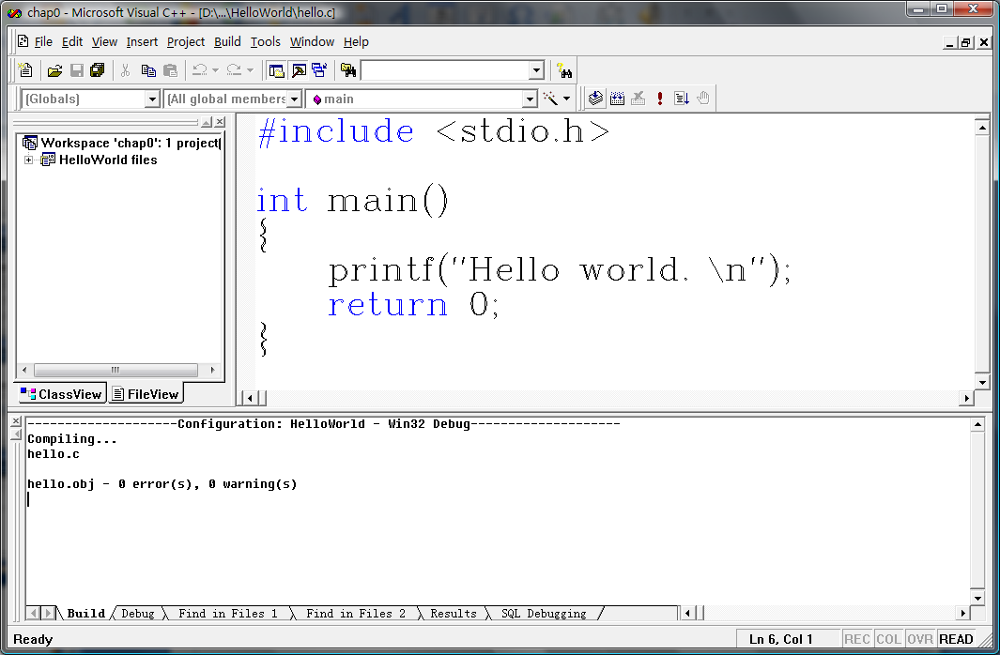 chap0 - Microsoft Visual C++ - [D:\...\HelloWorld\hello.c]
File Edit View Insert Project Build Tools Window Help
(Globals) (All global members main
Workspace 'chap0': 1 project(
HelloWorld files
ClassView FileView
#include <stdio.h>
int main()
{
printf("Hello world. \n");
return 0;
}
--------------------Configuration: HelloWorld - Win32 Debug--------------------
Compiling...
hello.c
hello.obj - 0 error(s), 0 warning(s)
Build Debug Find in Files 1 Find in Files 2 Results SQL Debugging
Ready Ln 6, Col 1 REC COL OVR READ